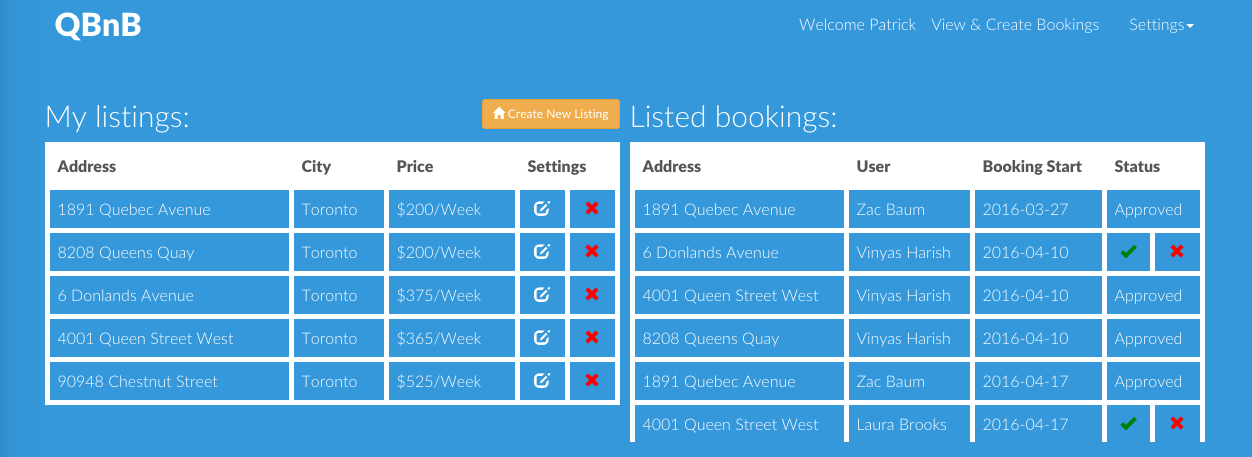 QBnB
Welcome Patrick View & Create Bookings Settings
My listings:
Create New Listing
Address City Price Settings
1891 Quebec Avenue Toronto $200/Week
8208 Queens Quay Toronto $200/Week
6 Donlands Avenue Toronto $375/Week
4001 Queen Street West Toronto $365/Week
90948 Chestnut Street Toronto $525/Week
Listed bookings:
Address User Booking Start Status
1891 Quebec Avenue Zac Baum 2016-03-27 Approved
6 Donlands Avenue Vinyas Harish 2016-04-10
4001 Queen Street West Vinyas Harish 2016-04-10 Approved
8208 Queens Quay Vinyas Harish 2016-04-10 Approved
1891 Quebec Avenue Zac Baum 2016-04-17 Approved
4001 Queen Street West Laura Brooks 2016-04-17